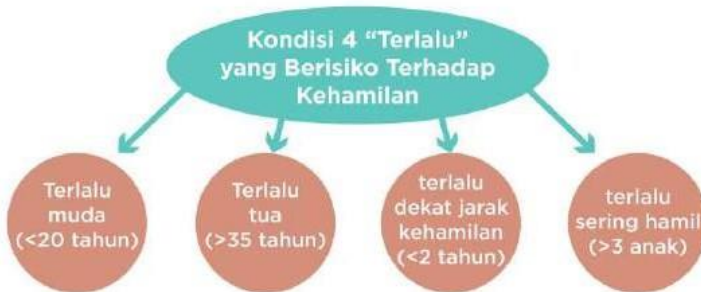 Kondisi 4 “Terlalu”
yang Berisiko Terhadap
Kehamilan
Terlalu
muda
(<20 tahun)
Terlalu
tua
(>35 tahun)
terlalu
dekat jarak
kehamilan
(<2 tahun)
terlalu
sering hamil
(>3 anak)